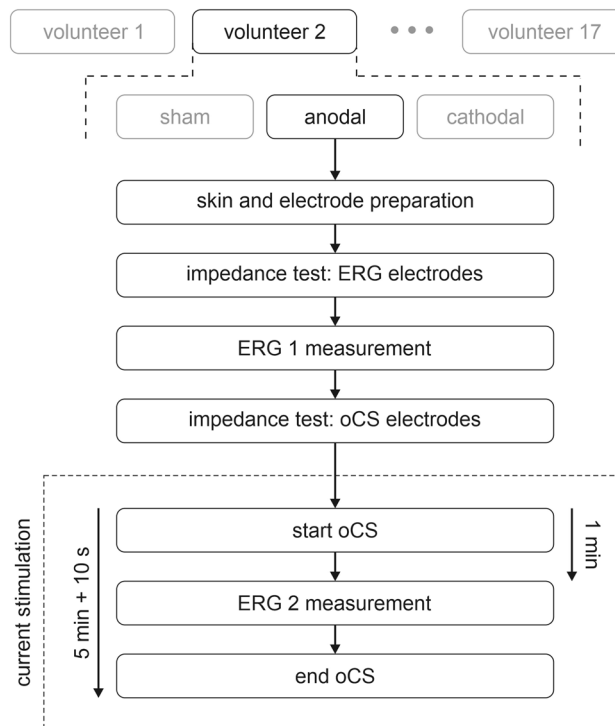 volunteer 1
volunteer 2
•••
volunteer 17
sham
anodal
cathodal
skin and electrode preparation
impedance test: ERG electrodes
ERG 1 measurement
impedance test: oCS electrodes
current stimulation
5 min + 10 s
start oCS
1 min
ERG 2 measurement
end oCS